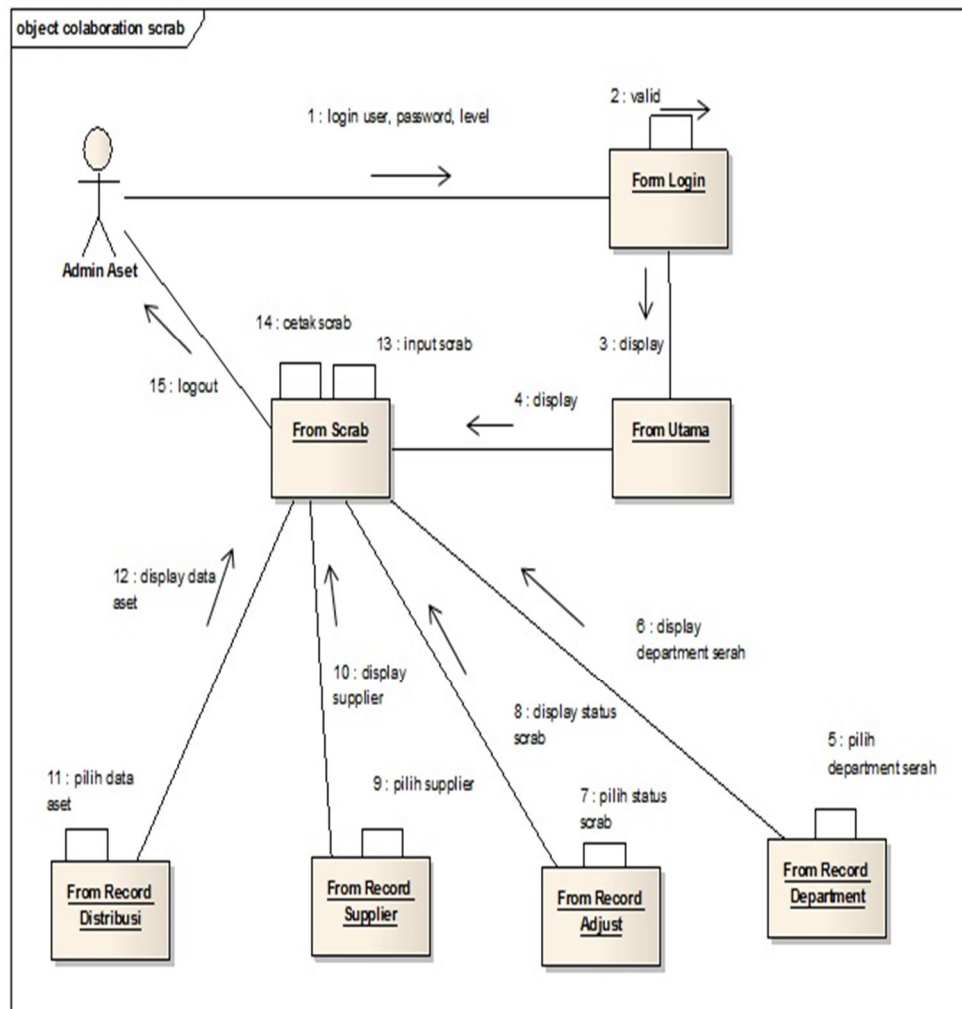 object colaboration scrab
2 : valid
1 : login user, password, level
Form Login
Admin Aset
14 : cetak scrab
13 : input scrab
3 : display
15 : logout
4 : display
From Scrab
From Utama
12 : display data
aset
6 : display
department serah
10 : display
supplier
8 : display status
scrab
5 : pilih
department serah
11 : pilih data
aset
9 : pilih supplier
7 : pilih status
scrab
From Record
Distribusi
From Record
Supplier
From Record
Adjust
From Record
Department